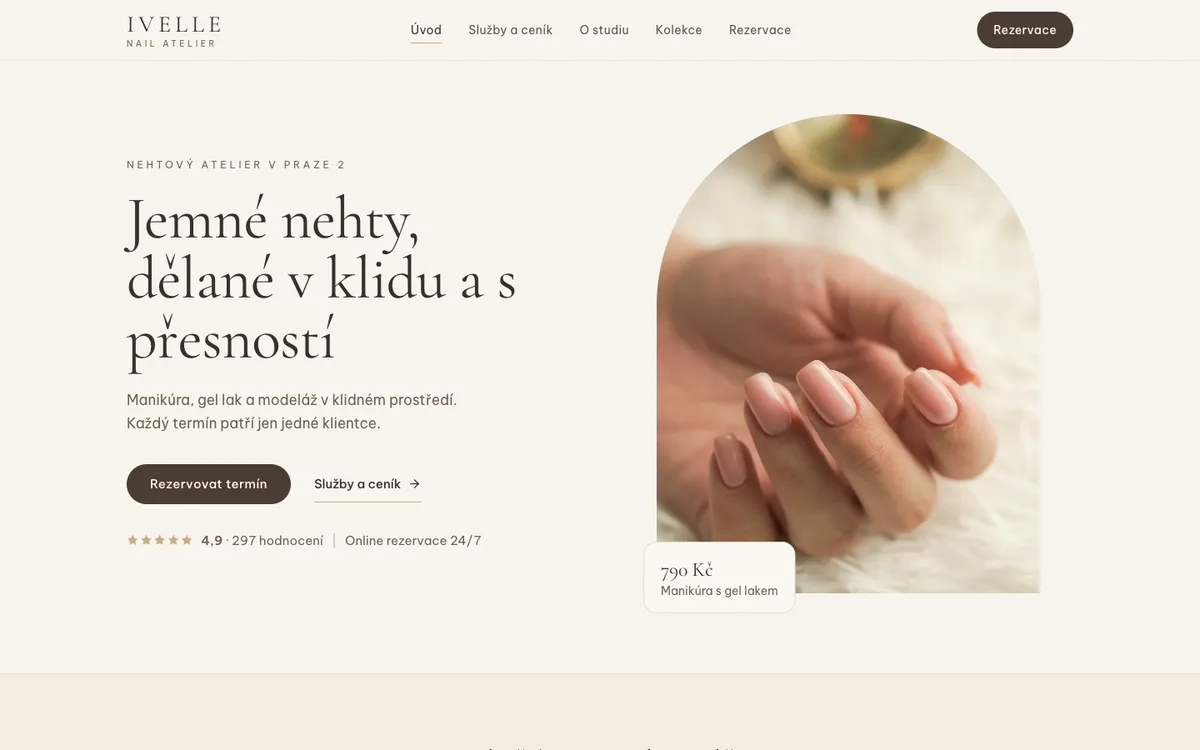 IVELLE
NAIL ATELIER
Úvod
Služby a ceník
O studiu
Kolekce
Rezervace
Rezervace
NEHTOVÝ ATELIER V PRAZE 2
Jemné nehty,
dělané v klidu a s
přesností
Manikúra, gel lak a modeláž v klidném prostředí.
Každý termín patří jen jedné klientce.
Rezervovat termín
Služby a ceník →
4,9 · 297 hodnocení | Online rezervace 24/7
790 Kč
Manikúra s gel lakem